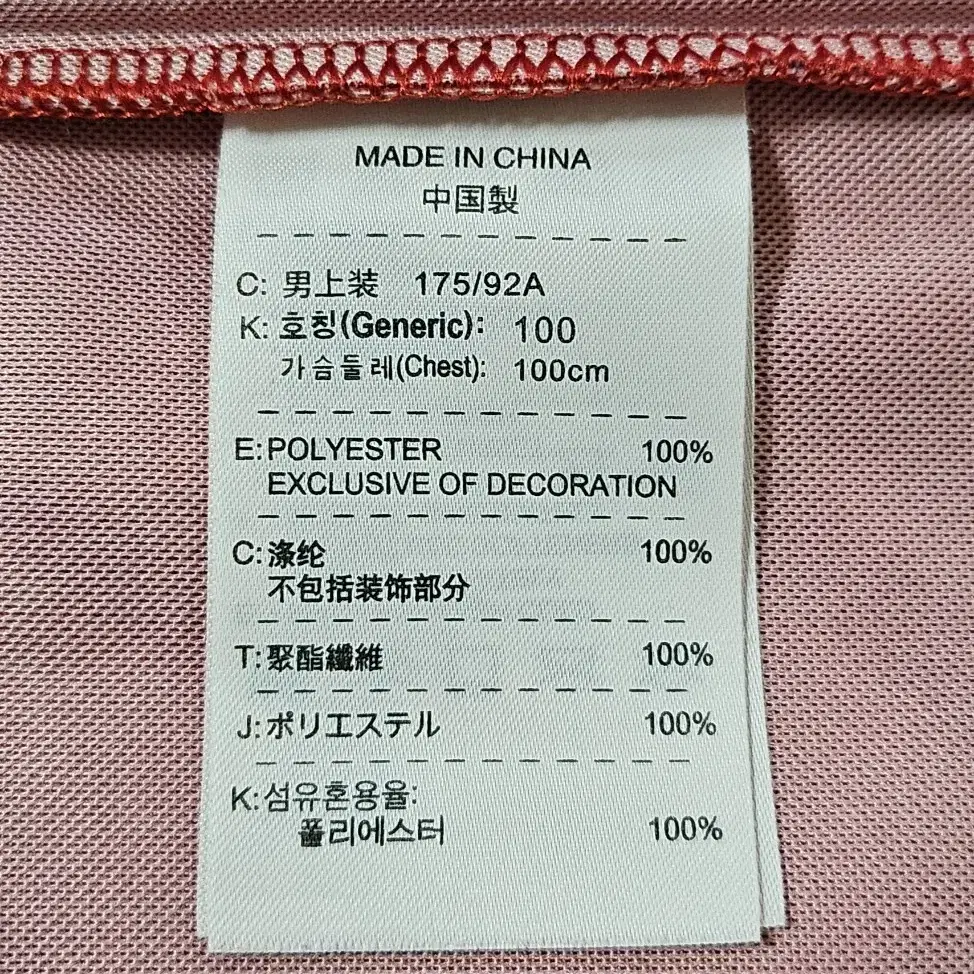 MADE IN CHINA
中国製
C: 男上装 175/92A
K: 호칭(Generic): 100
가슴둘레(Chest): 100cm
E: POLYESTER 100%
EXCLUSIVE OF DECORATION
C: 涤纶 100%
不包括装饰部分
T: 聚酯纖維 100%
J: ポリエステル 100%
K: 섬유혼용율:
폴리에스터 100%